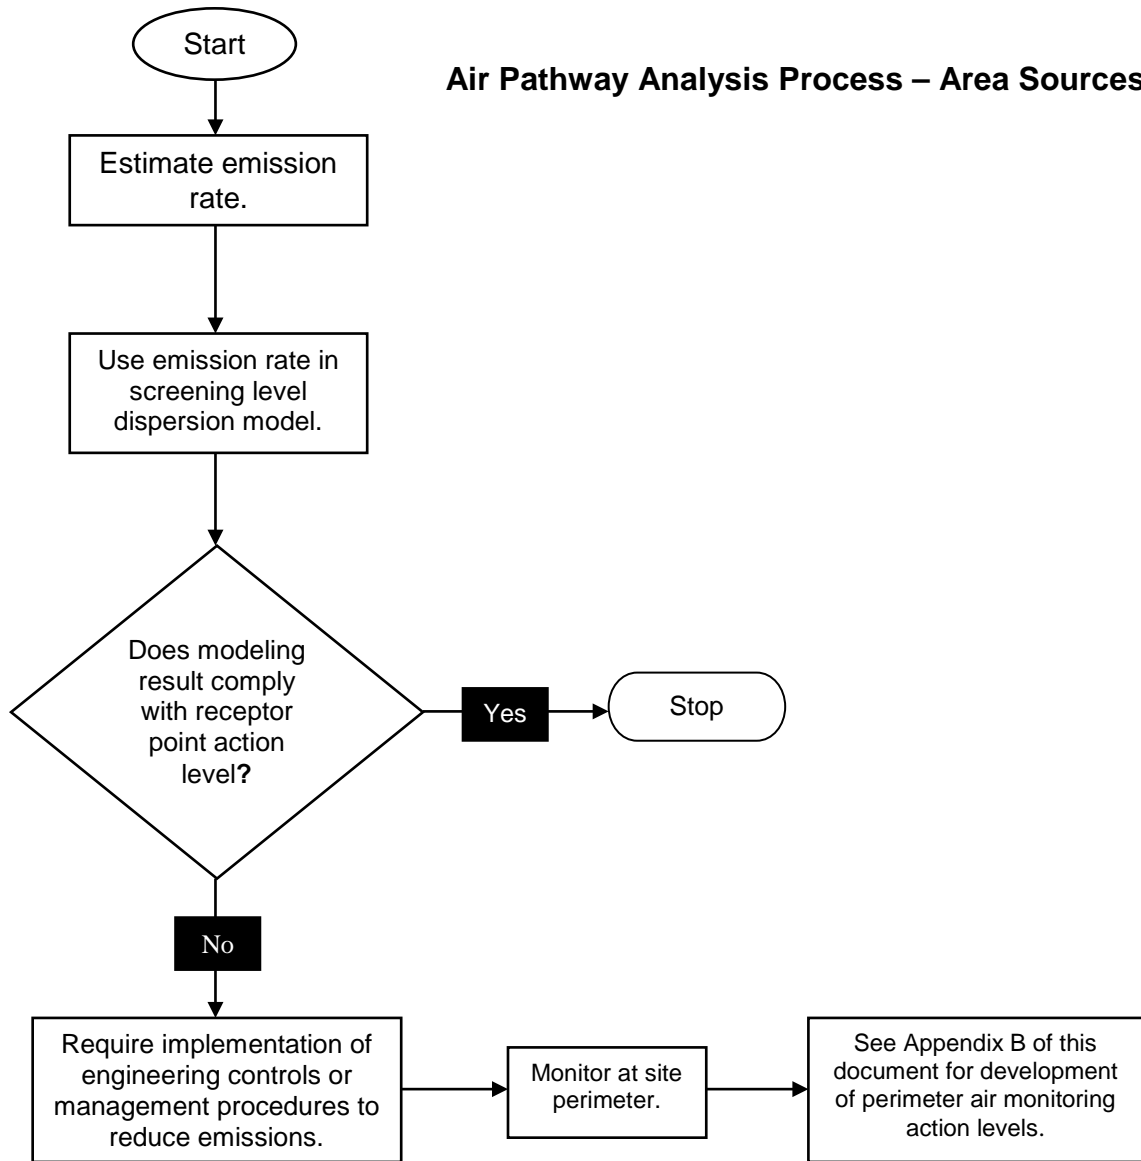 Start
Air Pathway Analysis Process – Area Sources
Estimate emission
rate.
Use emission rate in
screening level
dispersion model.
Does modeling
result comply
with receptor
point action
level?
Yes
Stop
No
Require implementation of
engineering controls or
management procedures to
reduce emissions.
Monitor at site
perimeter.
See Appendix B of this
document for development
of perimeter air monitoring
action levels.